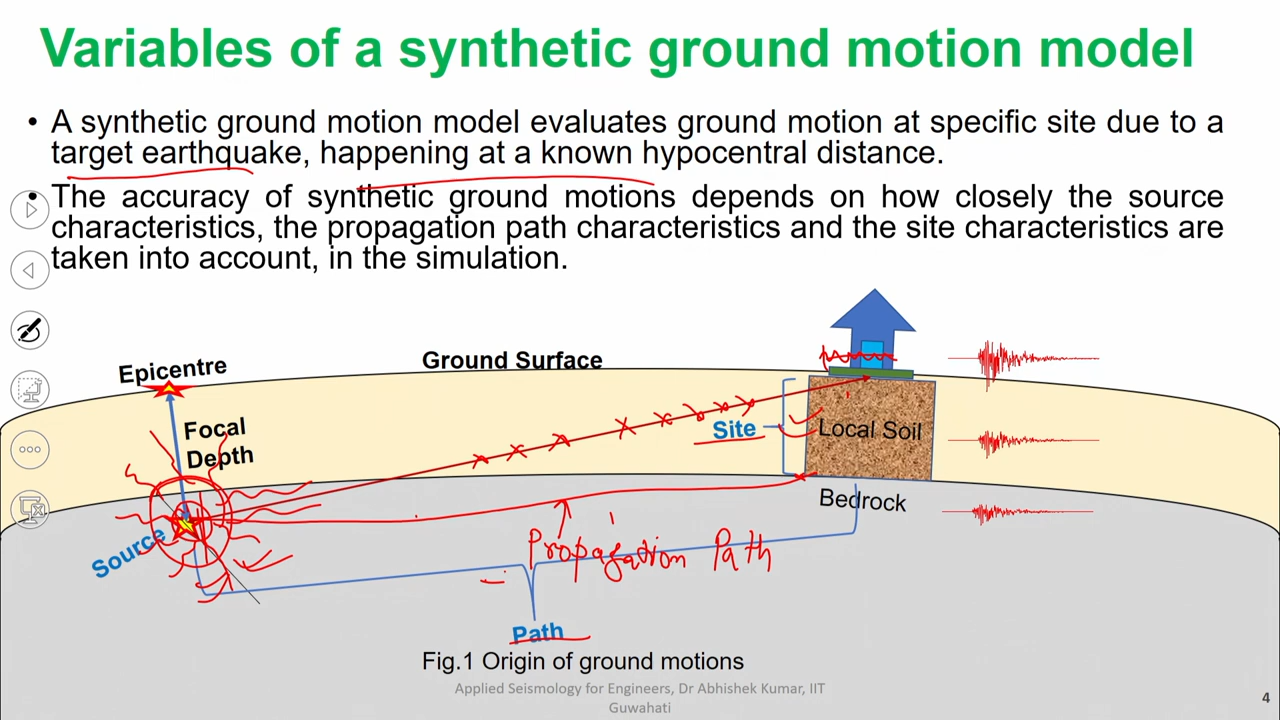 Variables of a synthetic ground motion model
• A synthetic ground motion model evaluates ground motion at specific site due to a
target earthquake, happening at a known hypocentral distance.
• The accuracy of synthetic ground motions depends on how closely the source
characteristics, the propagation path characteristics and the site characteristics are
taken into account, in the simulation.
Epicentre
Ground Surface
Focal
Depth
Site
Local Soil
Bedrock
Source
Propagation Path
Path
Fig.1 Origin of ground motions
Applied Seismology for Engineers, Dr Abhishek Kumar, IIT
Guwahati
4